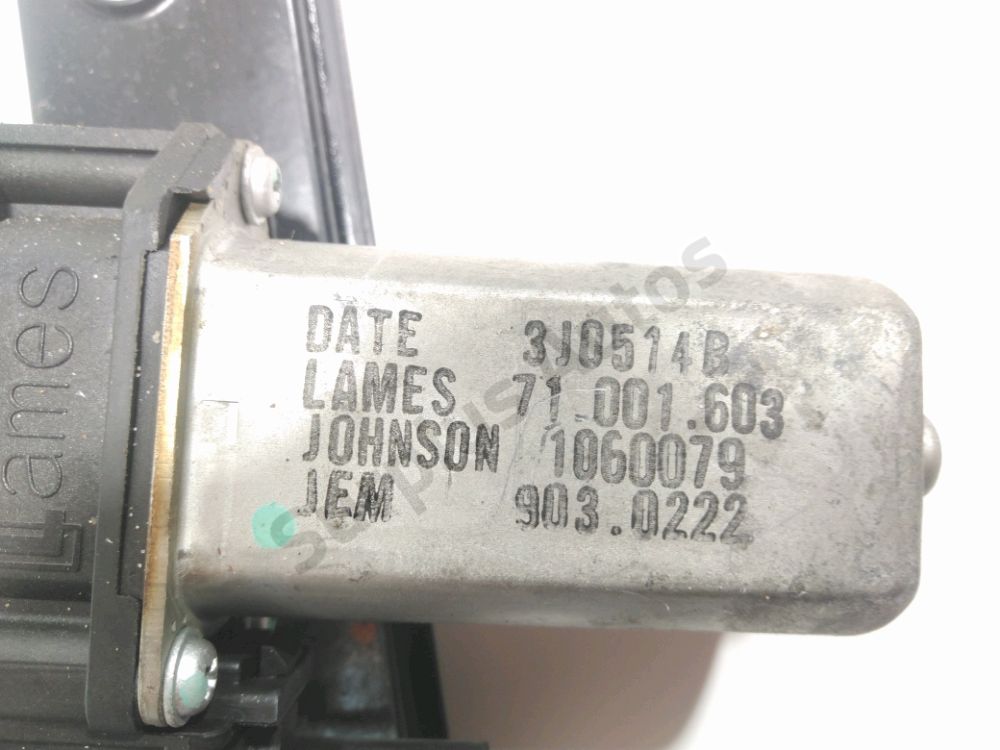 DATE 3J0514B
LAMES 71.001.603
JOHNSON 1060079
JEM 903.0222
Lames